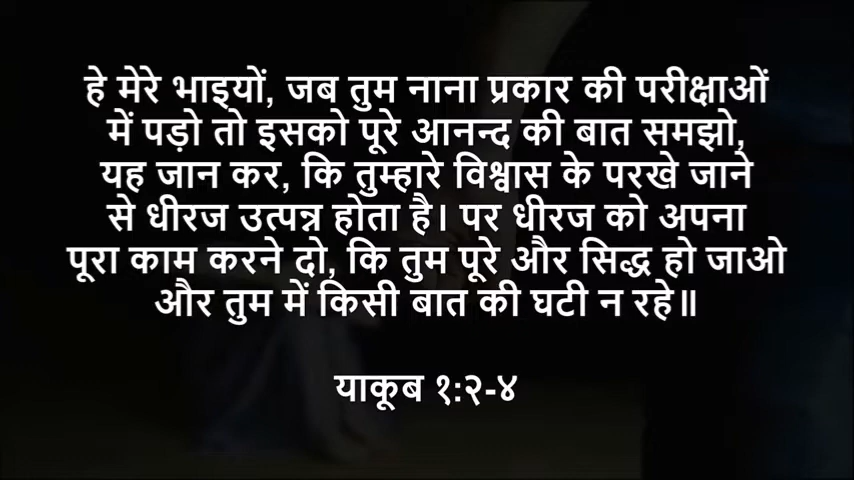 हे मेरे भाइयों, जब तुम नाना प्रकार की परीक्षाओं
में पड़ो तो इसको पूरे आनन्द की बात समझो,
यह जान कर, कि तुम्हारे विश्वास के परखे जाने
से धीरज उत्पन्न होता है। पर धीरज को अपना
पूरा काम करने दो, कि तुम पूरे और सिद्ध हो जाओ
और तुम में किसी बात की घटी न रहे॥
याकूब १:२-४